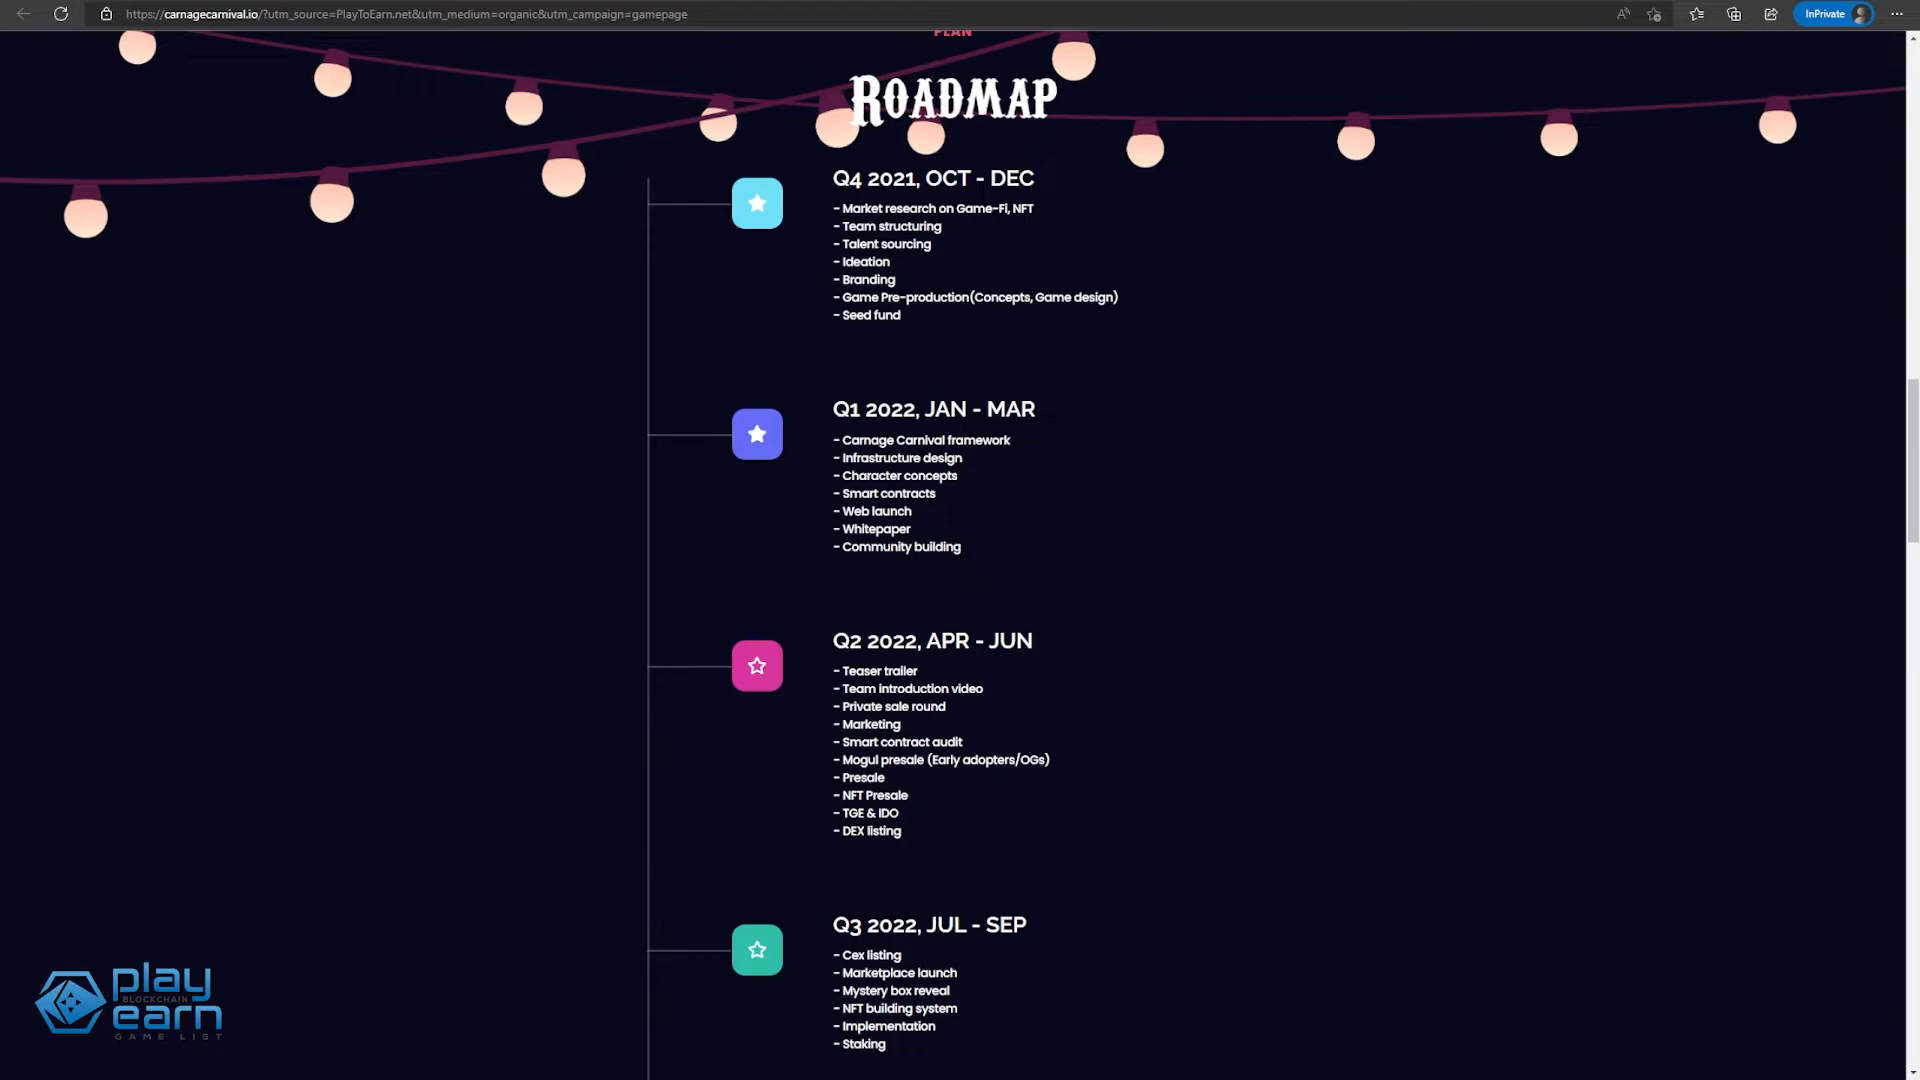 https://carnagecarnival.io/?utm_source=PlayToEarn.net&utm_medium=organic&utm_campaign=gamepage
InPrivate
PLAN
ROADMAP
Q4 2021, OCT - DEC
- Market research on Game-Fi, NFT
- Team structuring
- Talent sourcing
- Ideation
- Branding
- Game Pre-production(Concepts, Game design)
- Seed fund
Q1 2022, JAN - MAR
- Carnage Carnival framework
- Infrastructure design
- Character concepts
- Smart contracts
- Web launch
- Whitepaper
- Community building
Q2 2022, APR - JUN
- Teaser trailer
- Team introduction video
- Private sale round
- Marketing
- Smart contract audit
- Mogul presale (Early adopters/OGs)
- Presale
- NFT Presale
- TGE & IDO
- DEX listing
Q3 2022, JUL - SEP
- Cex listing
- Marketplace launch
- Mystery box reveal
- NFT building system
- Implementation
- Staking
play
BLOCKCHAIN
earn
GAME LIST